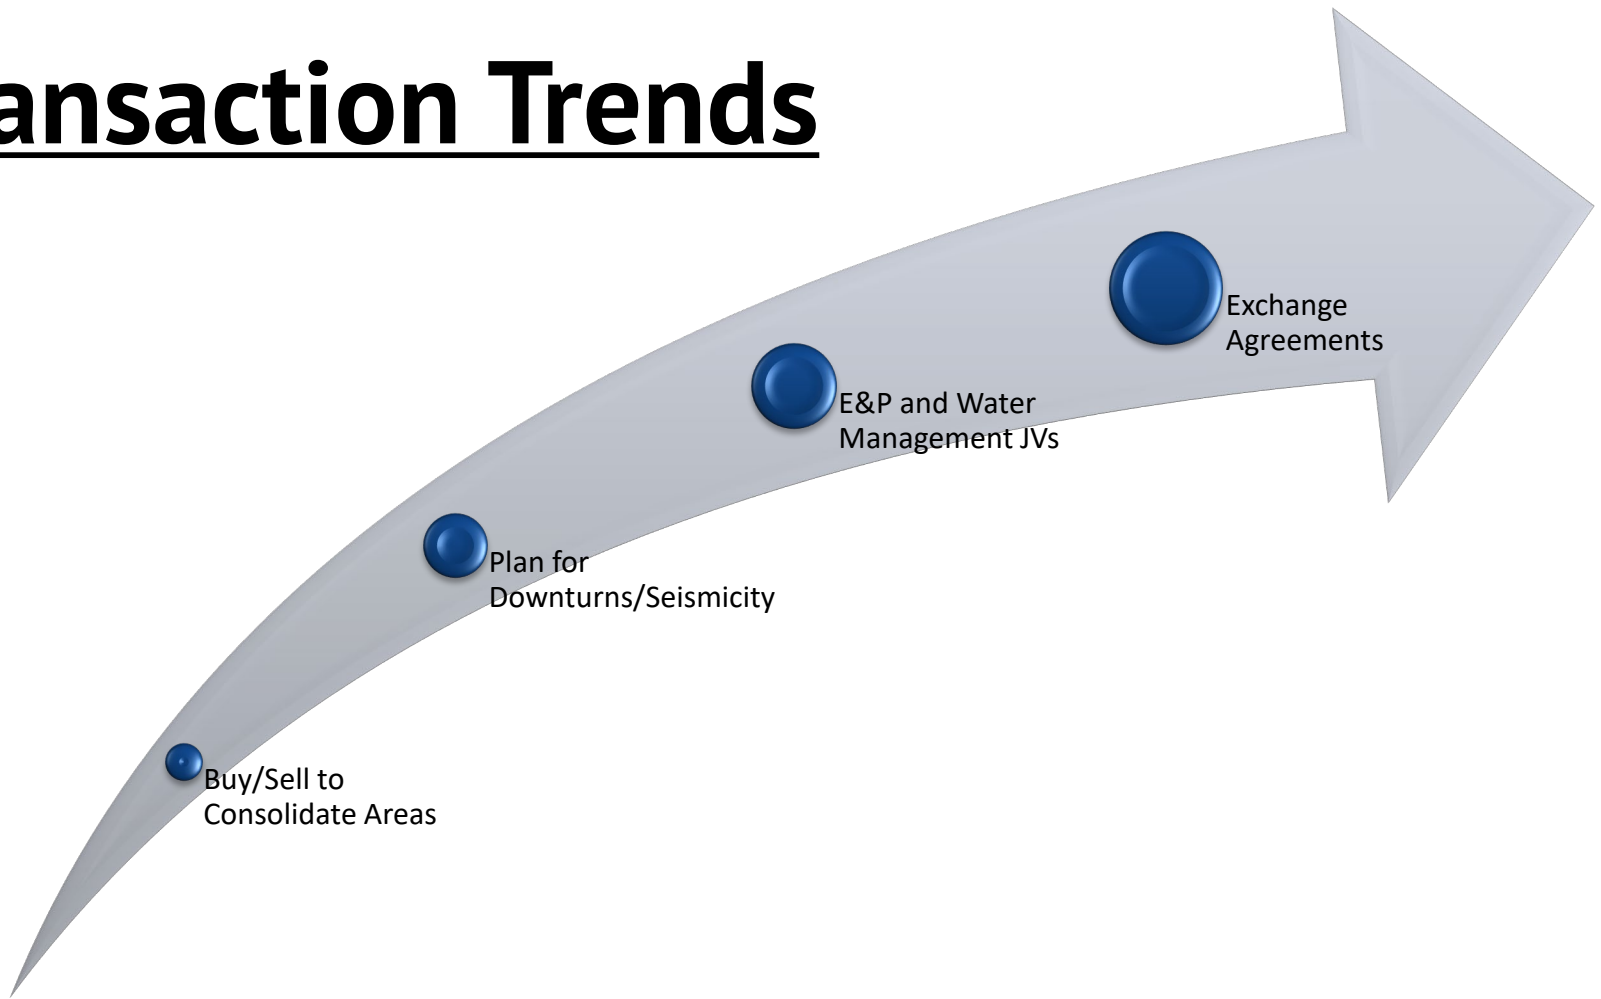 ansaction Trends
Exchange
Agreements
E&P and Water
Management JVs
Plan for
Downturns/Seismicity
Buy/Sell to
Consolidate Areas